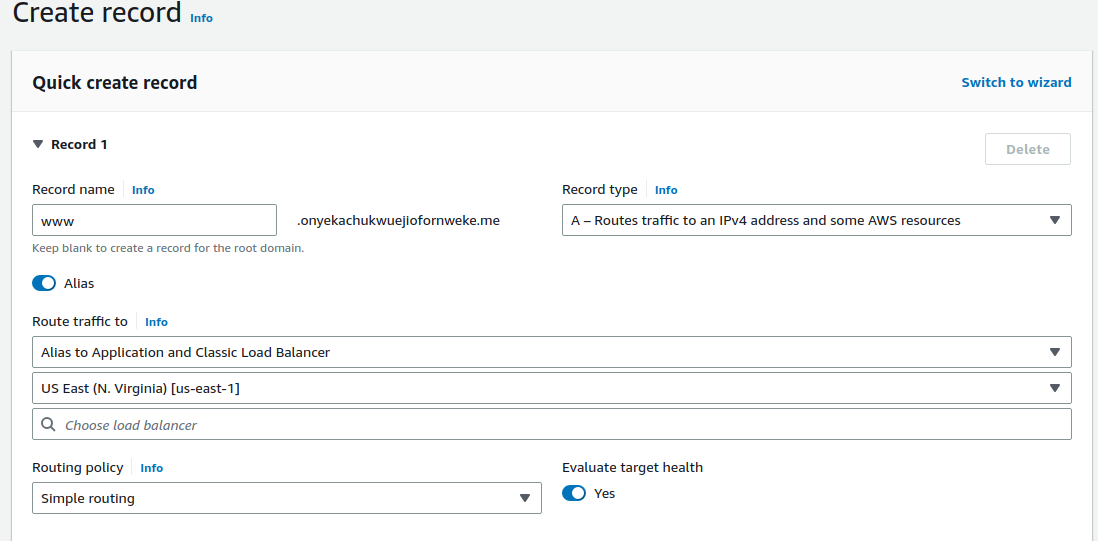 Create record Info
Quick create record Switch to wizard
Record 1 Delete
Record name Info Record type Info
www .onyekachukwuejiofornweke.me A – Routes traffic to an IPv4 address and some AWS resources
Keep blank to create a record for the root domain.
Alias
Route traffic to Info
Alias to Application and Classic Load Balancer
US East (N. Virginia) [us-east-1]
Choose load balancer
Routing policy Info Evaluate target health
Simple routing Yes